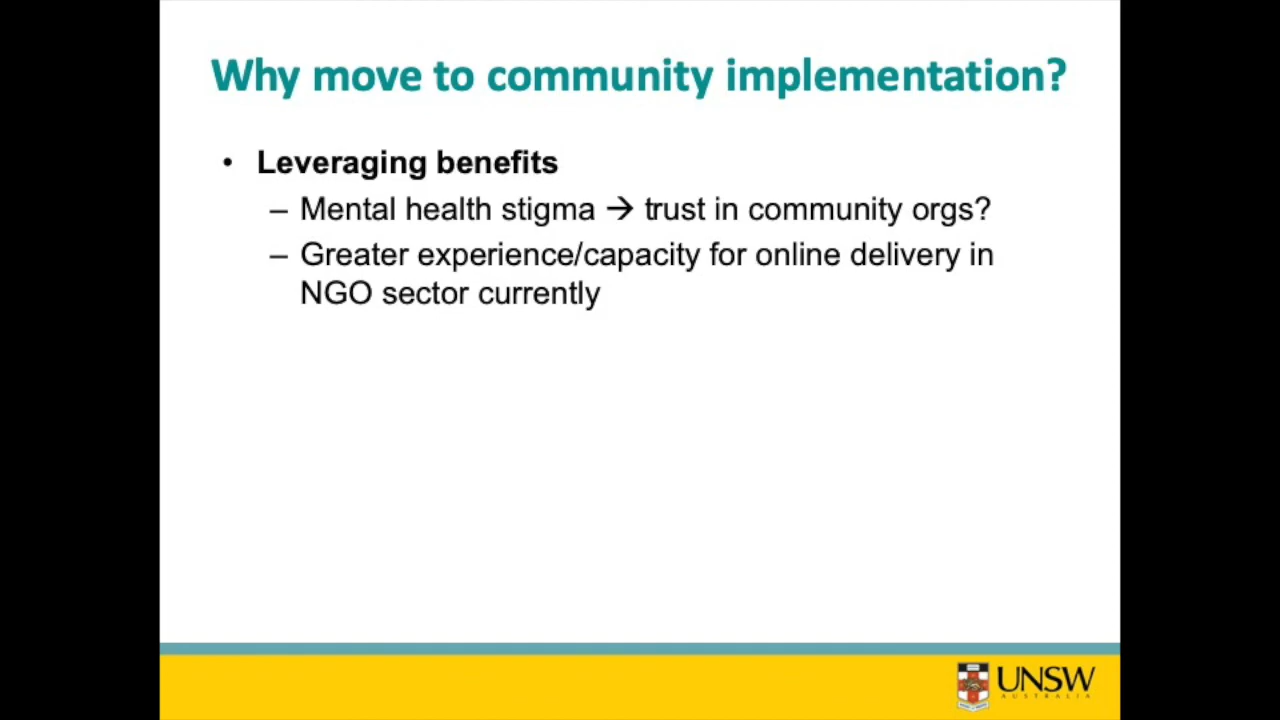 Why move to community implementation?
• Leveraging benefits
– Mental health stigma → trust in community orgs?
– Greater experience/capacity for online delivery in
NGO sector currently
UNSW
AUSTRALIA